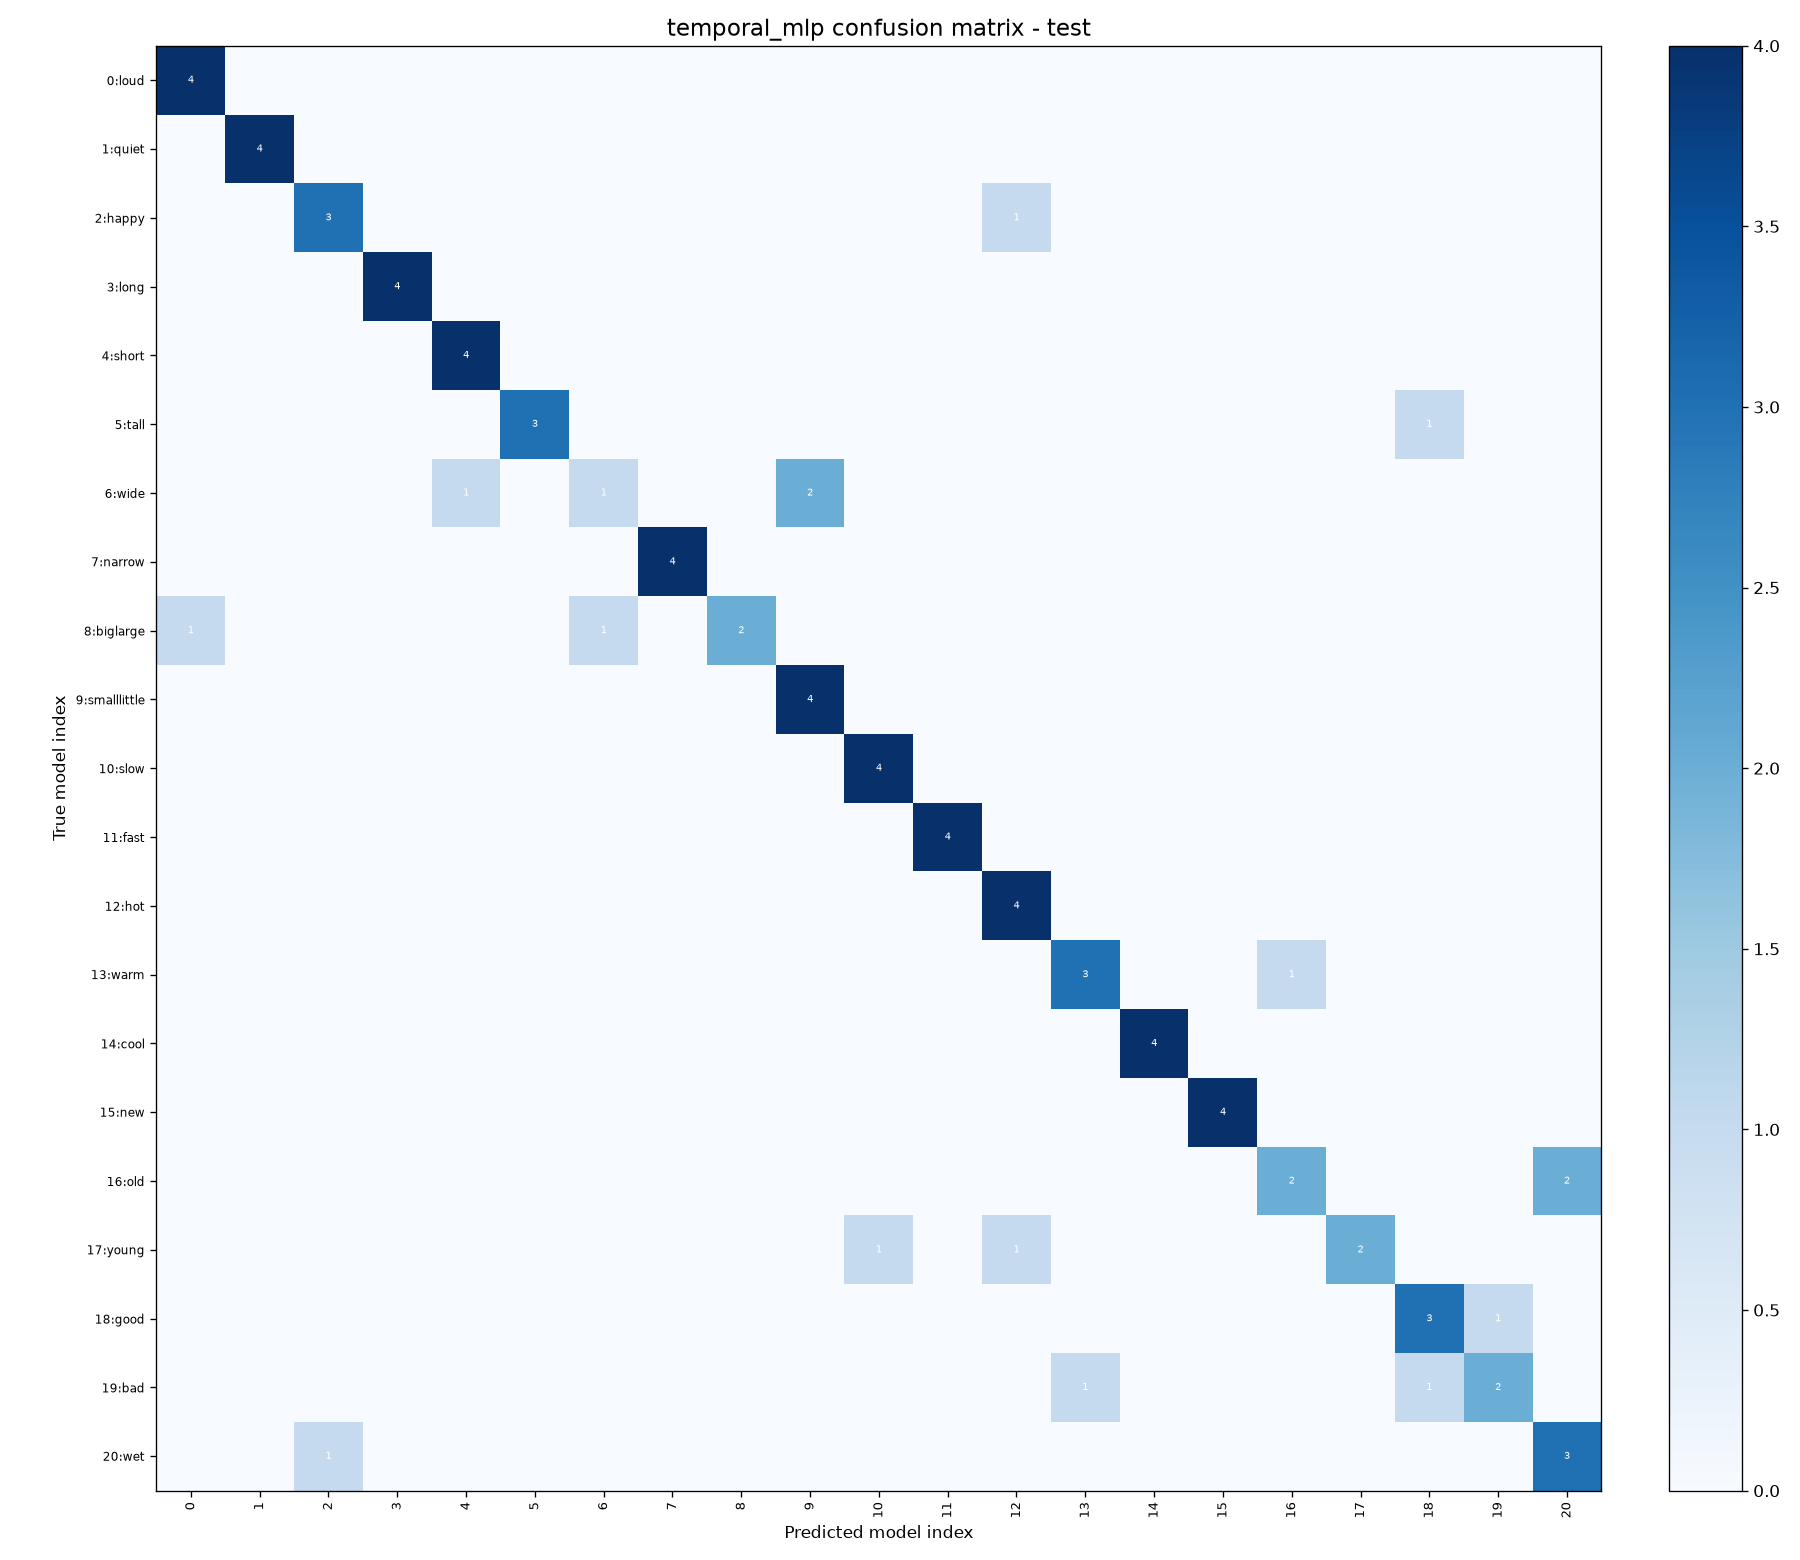 temporal_mlp confusion matrix - test
0:loud 4
1:quiet 4
2:happy 3 1
3:long 4
4:short 4
5:tall 3 1
6:wide 1 1 2
7:narrow 4
8:biglarge 1 1 2
9:smalllittle 4
10:slow 4
11:fast 4
12:hot 4
13:warm 3 1
14:cool 4
15:new 4
16:old 2 2
17:young 1 1 2
18:good 3 1
19:bad 1 1 2
20:wet 1 3
True model index
0 1 2 3 4 5 6 7 8 9 10 11 12 13 14 15 16 17 18 19 20
Predicted model index
4.0
3.5
3.0
2.5
2.0
1.5
1.0
0.5
0.0